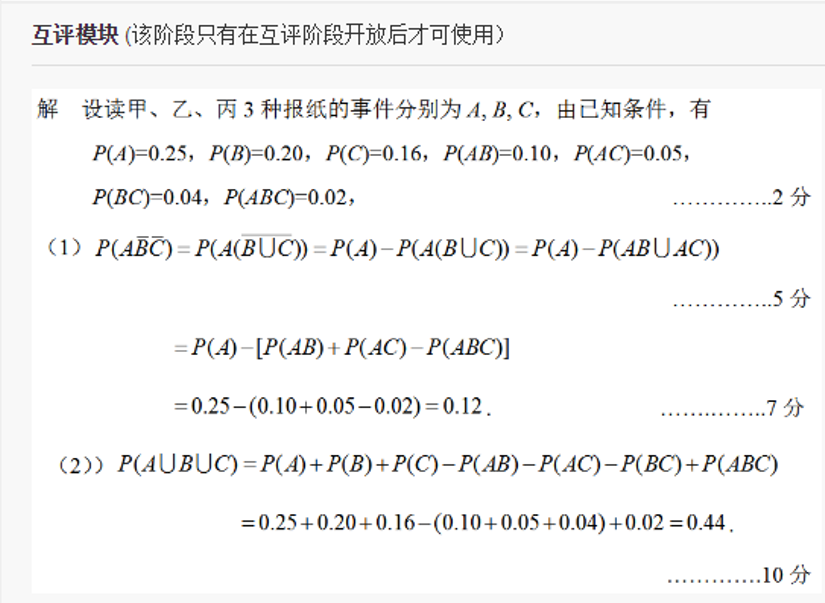 互评模块 (该阶段只有在互评阶段开放后才可使用)
解 设读甲、乙、丙 3 种报纸的事件分别为 A, B, C，由已知条件，有
P(A)=0.25，P(B)=0.20，P(C)=0.16，P(AB)=0.10，P(AC)=0.05，
P(BC)=0.04，P(ABC)=0.02， …………..2 分
（1）P(AB̅C̅) = P(A(B̅⋃̅C̅)) = P(A) − P(A(B⋃C)) = P(A) − P(AB⋃AC))
…………..5 分
= P(A) − [P(AB) + P(AC) − P(ABC)]
= 0.25 − (0.10 + 0.05 − 0.02) = 0.12 . …………..7 分
（2））P(A⋃B⋃C) = P(A) + P(B) + P(C) − P(AB) − P(AC) − P(BC) + P(ABC)
= 0.25 + 0.20 + 0.16 − (0.10 + 0.05 + 0.04) + 0.02 = 0.44 .
………….10 分